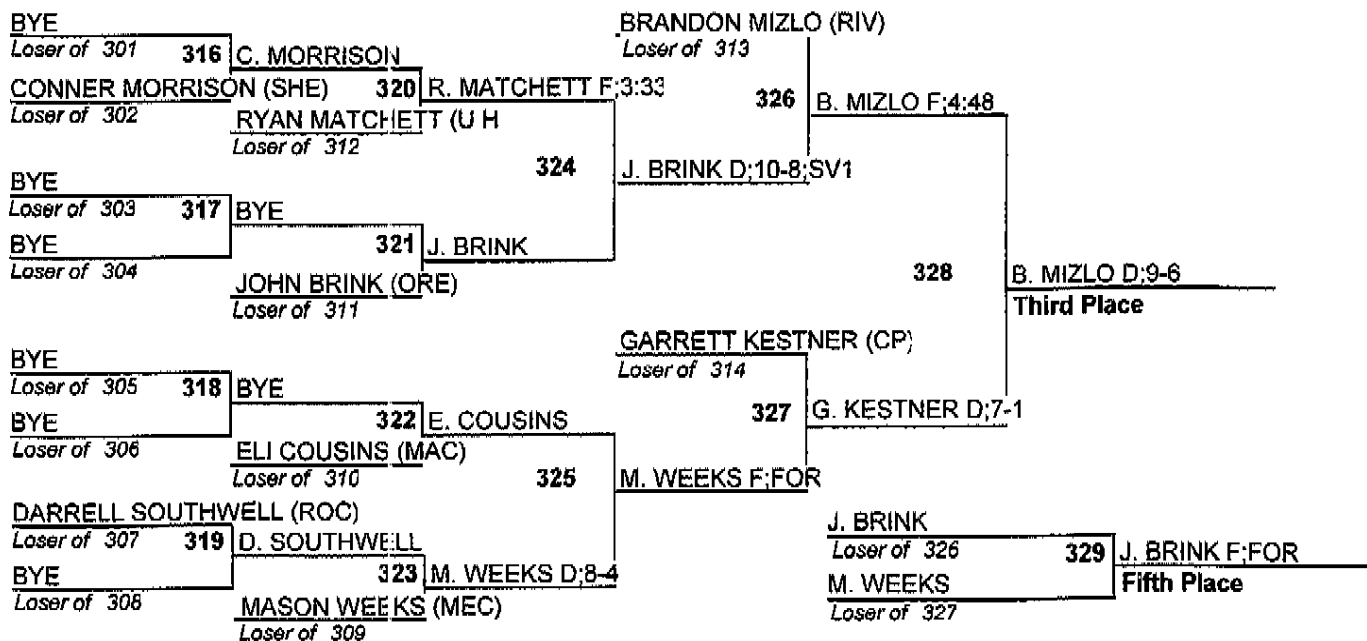 BYE
Loser of 301
316
C. MORRISON
CONNER MORRISON (SHE)
Loser of 302
320
R. MATCHETT F;3:33
RYAN MATCHETT (U H
Loser of 312
BYE
Loser of 303
317
BYE
BYE
Loser of 304
321
J. BRINK
JOHN BRINK (ORE)
Loser of 311
324
J. BRINK D;10-8;SV1
BRANDON MIZLO (RIV)
Loser of 313
326
B. MIZLO F;4:48
BYE
Loser of 305
318
BYE
BYE
Loser of 306
322
E. COUSINS
ELI COUSINS (MAC)
Loser of 310
DARRELL SOUTHWELL (ROC)
Loser of 307
319
D. SOUTHWELL
BYE
Loser of 308
323
M. WEEKS D;8-4
MASON WEEKS (MEC)
Loser of 309
325
M. WEEKS F;FOR
GARRETT KESTNER (CP)
Loser of 314
327
G. KESTNER D;7-1
328
B. MIZLO D;9-6
Third Place
J. BRINK
Loser of 326
M. WEEKS
Loser of 327
329
J. BRINK F;FOR
Fifth Place